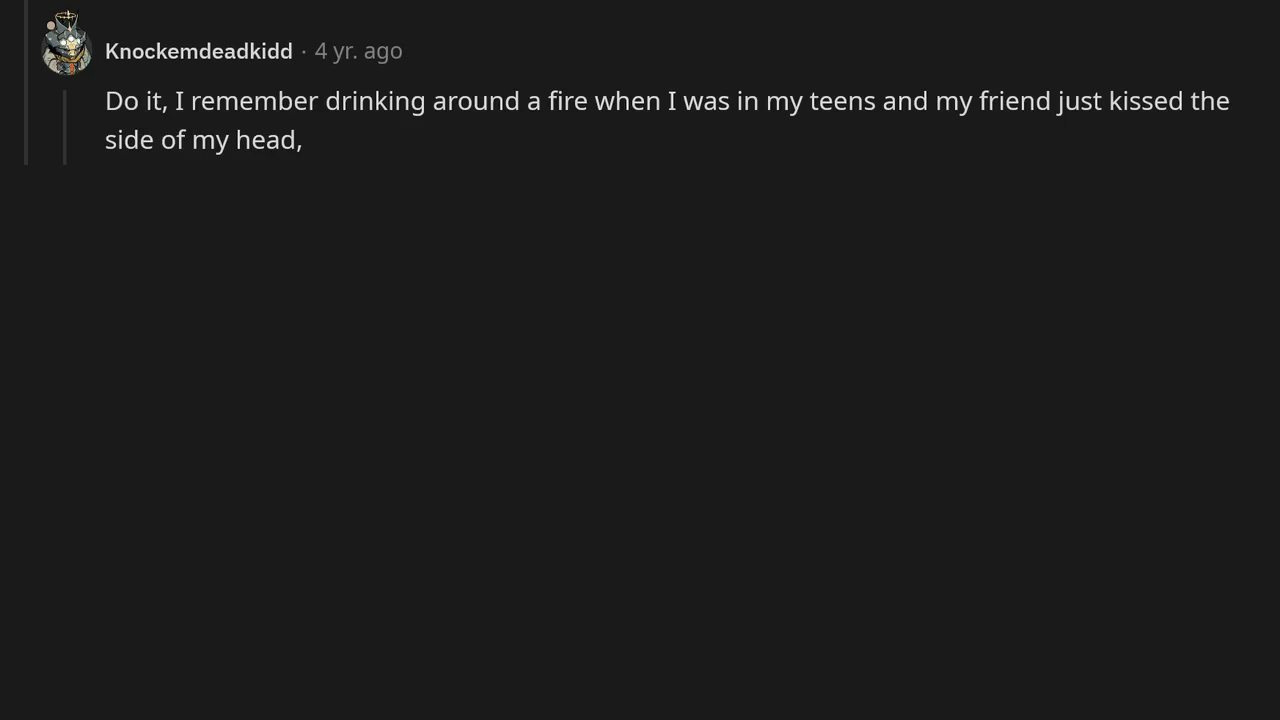 Knockemdeadkidd · 4 yr. ago
Do it, I remember drinking around a fire when I was in my teens and my friend just kissed the
side of my head,